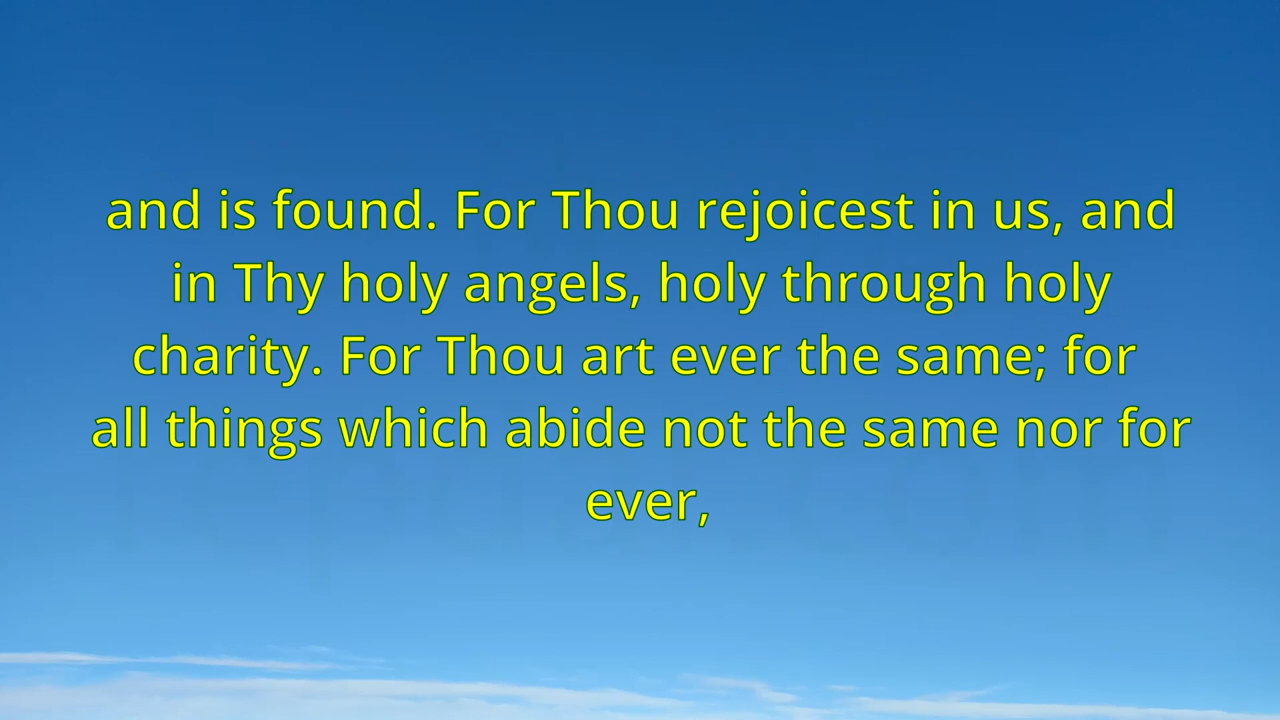 and is found. For Thou rejoicest in us, and
in Thy holy angels, holy through holy
charity. For Thou art ever the same; for
all things which abide not the same nor for
ever,